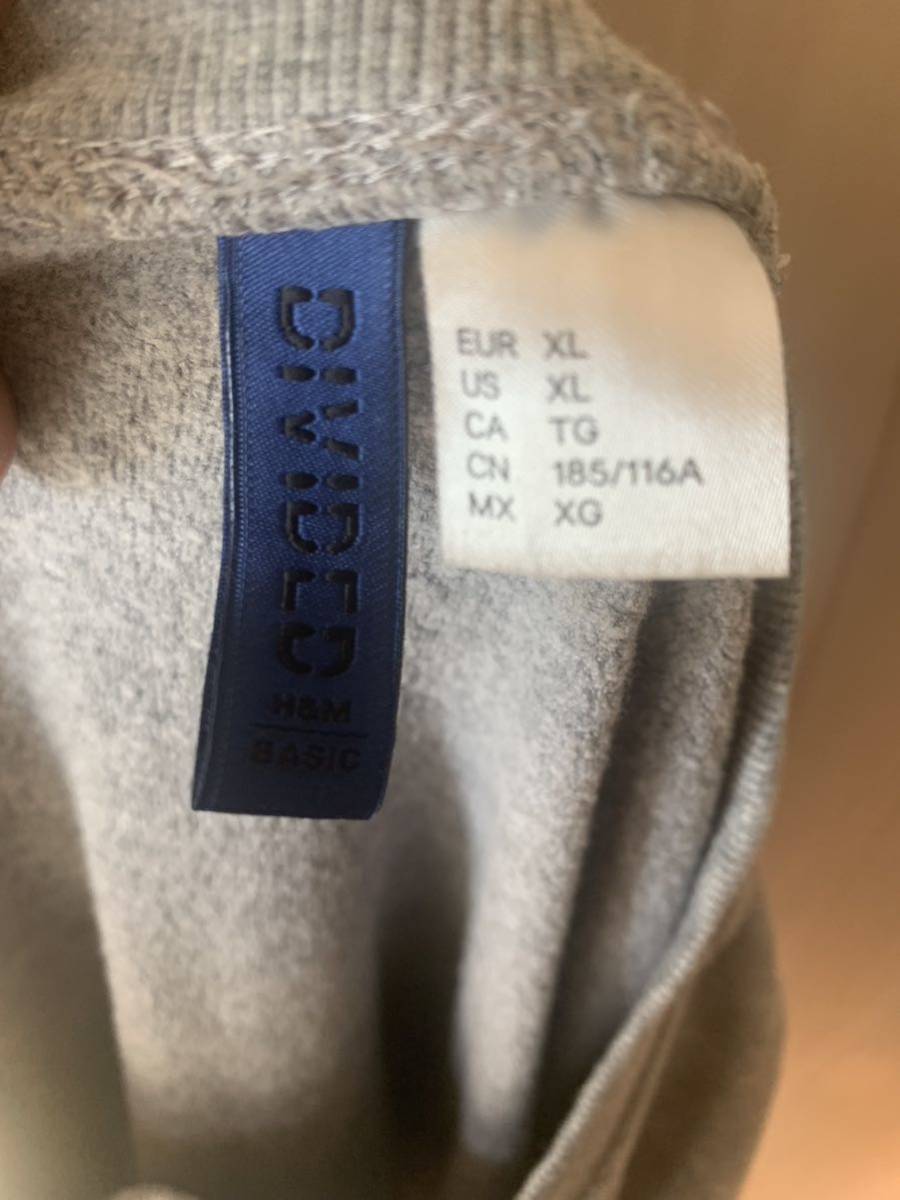 DIVIDED
H&M
BASIC
EUR XL
US XL
CA TG
CN 185/116A
MX XG